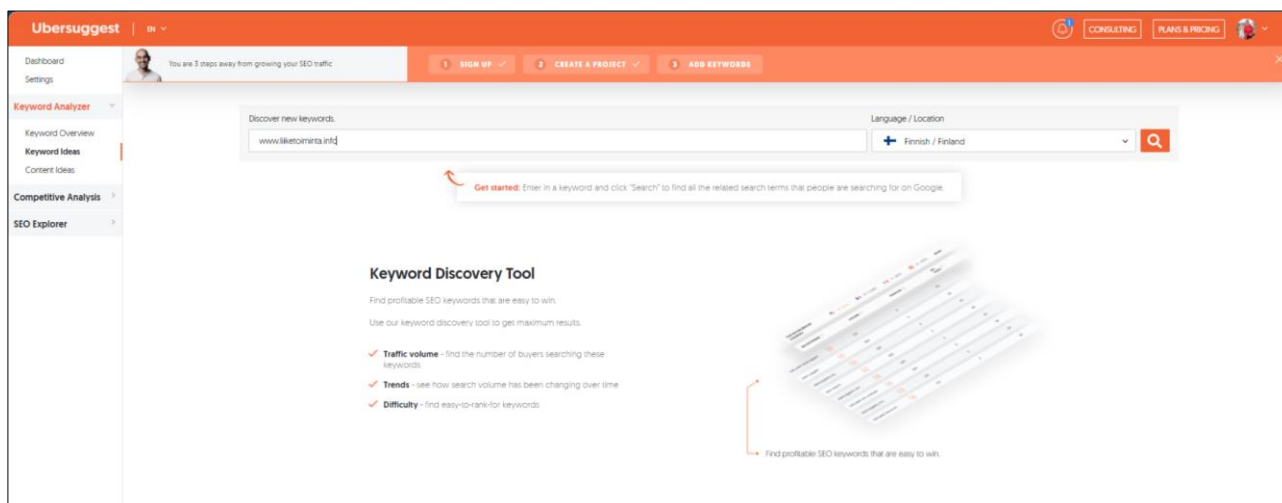 Ubersuggest
EN
1
CONSULTING
PLANS & PRICING
Dashboard
Settings
You are 3 steps away from growing your SEO traffic
1 SIGN UP
2 CREATE A PROJECT
3 ADD KEYWORDS
Keyword Analyzer
Keyword Overview
Keyword Ideas
Content Ideas
Competitive Analysis
SEO Explorer
Discover new keywords.
Language / Location
www.liiketoiminta.info
Finnish / Finland
Get started: Enter in a keyword and click "Search" to find all the related search terms that people are searching for on Google.
Keyword Discovery Tool
Find profitable SEO keywords that are easy to win.
Use our keyword discovery tool to get maximum results.
Traffic volume - find the number of buyers searching these
keywords
Trends - see how search volume has been changing over time
Difficulty - find easy-to-rank-for keywords
Find profitable SEO keywords that are easy to win.